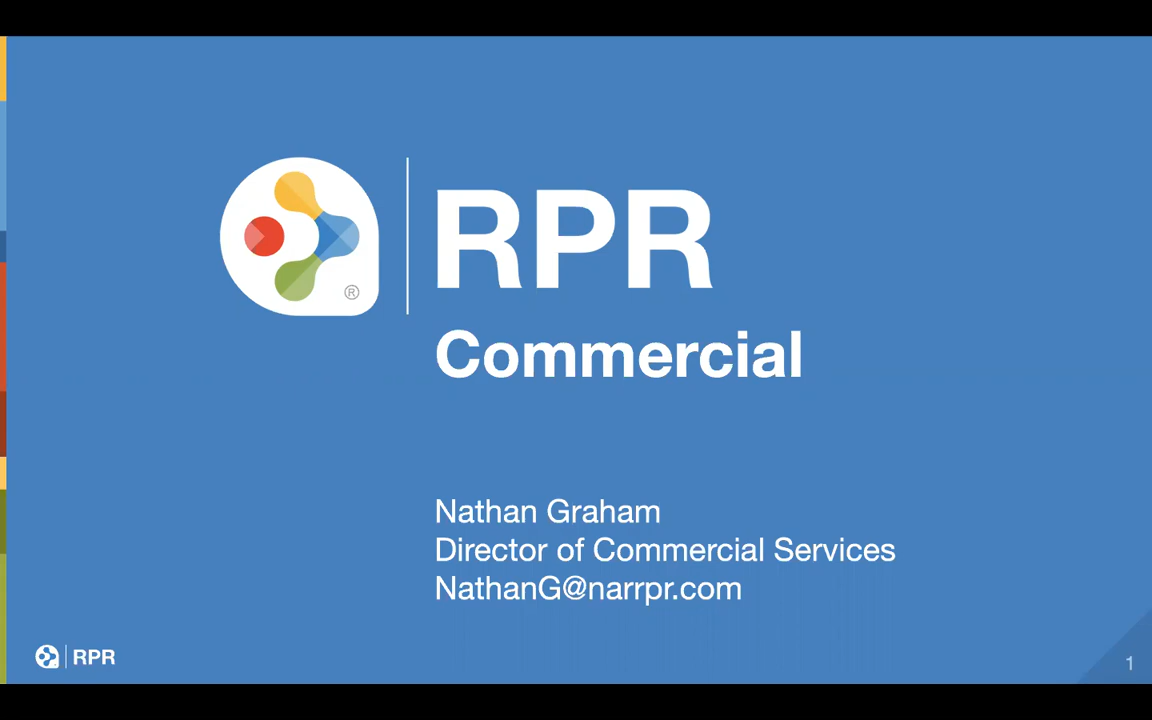 RPR
Commercial
®
Nathan Graham
Director of Commercial Services
NathanG@narrpr.com
RPR
1